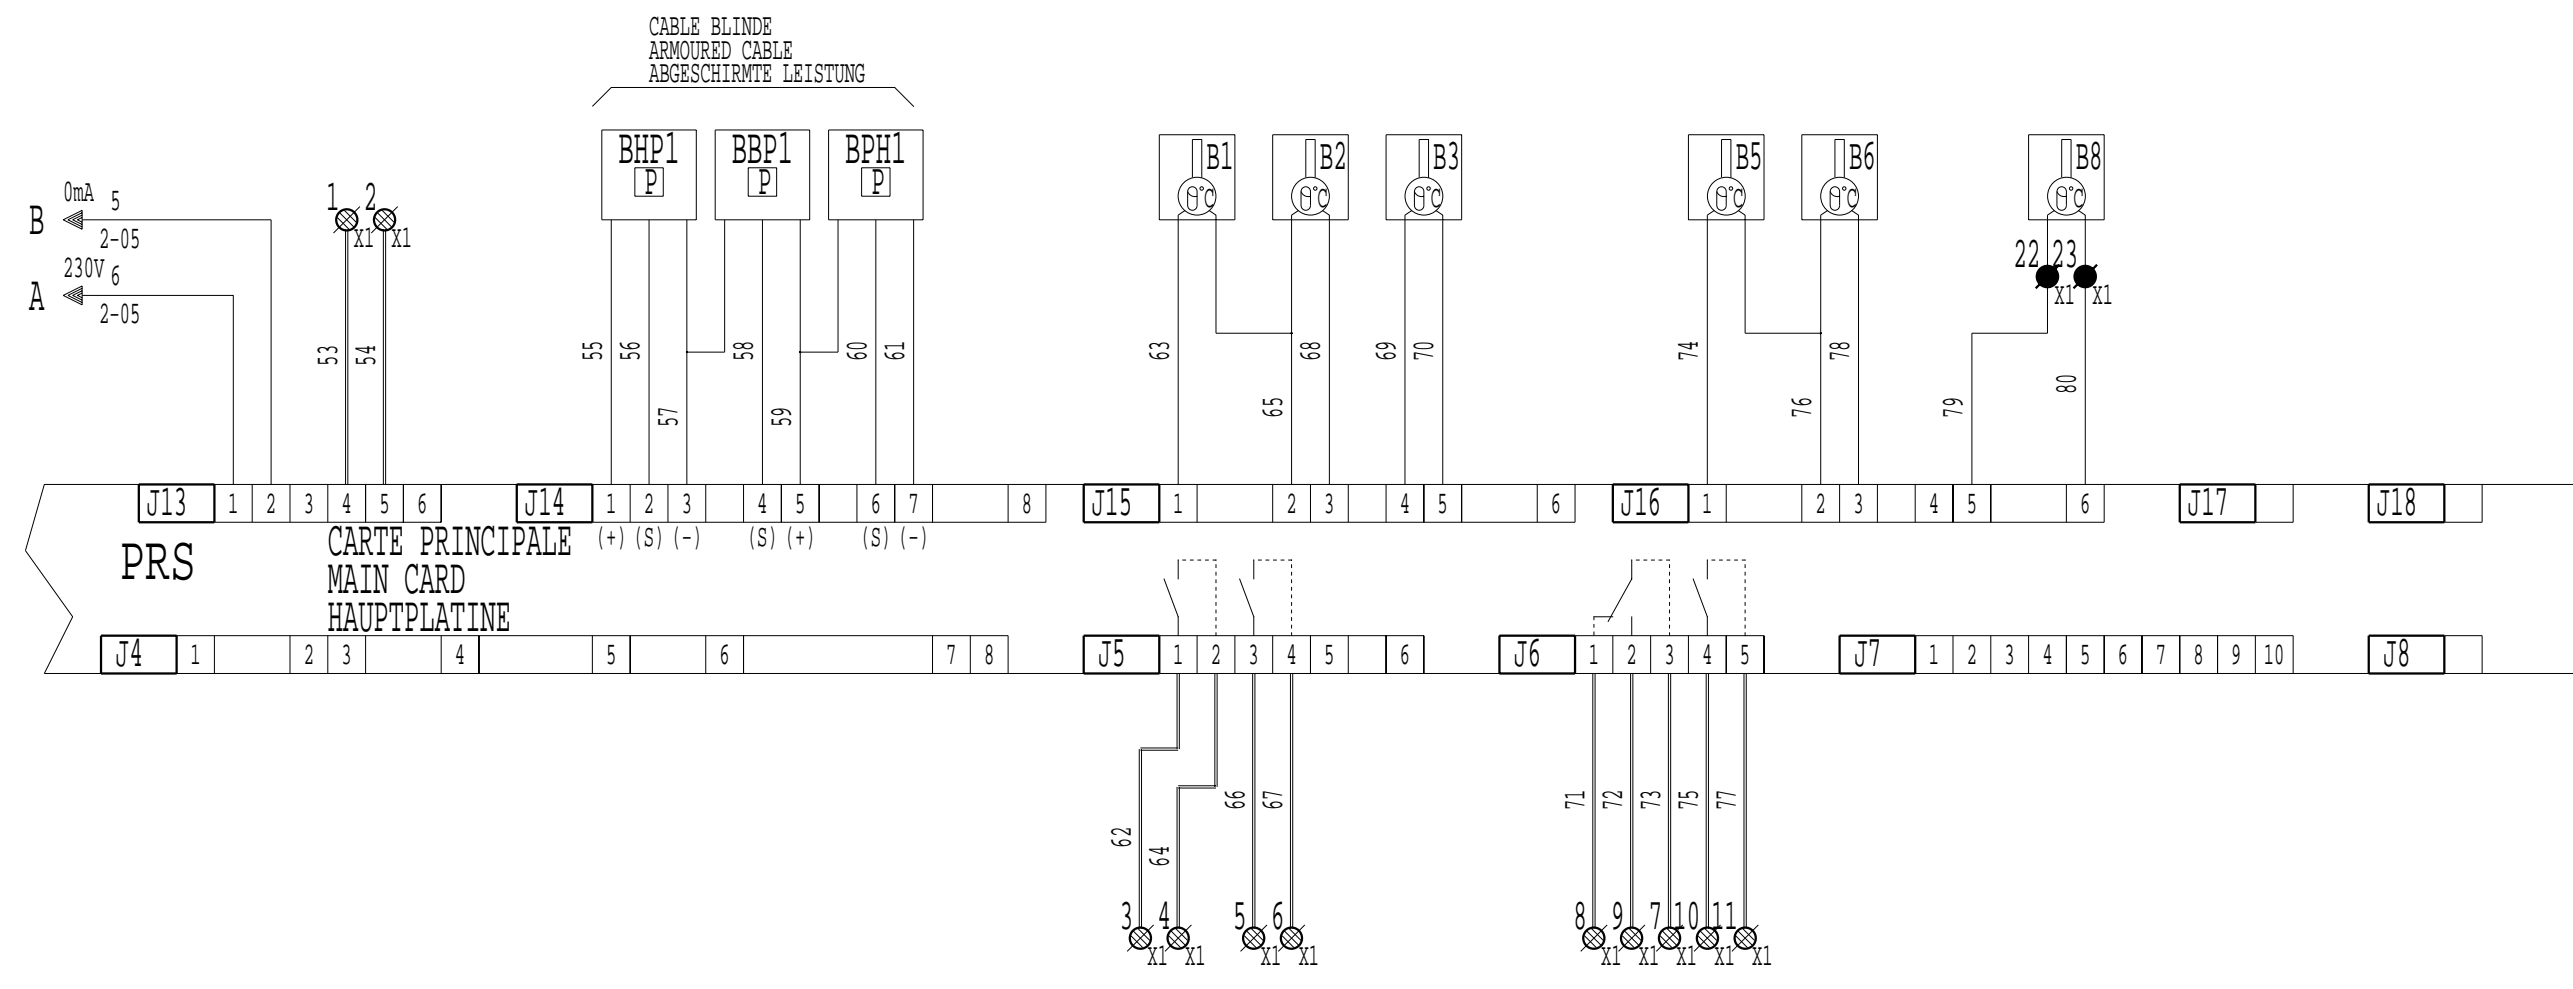 CABLE BLINDE
ARMOURED CABLE
ABGESCHIRMTE LEISTUNG
BHP1 BBP1 BPH1 B1 B2 B3 B5 B6 B8
P P P θ°C θ°C θ°C θ°C θ°C θ°C
0mA 5 1 2
B
2-05 X1 X1
22 23
230V 6
A
2-05
X1 X1
53 54 55 56 58 60 61 63 68 69 70 74 78
80
57 59 65 76 79
J13 1 2 3 4 5 6 J14 1 2 3 4 5 6 7 8 J15 1 2 3 4 5 6 J16 1 2 3 4 5 6 J17 J18
(+) (S) (-) (S) (+) (S) (-)
CARTE PRINCIPALE
PRS
MAIN CARD
HAUPTPLATINE
J4 1 2 3 4 5 6 7 8 J5 1 2 3 4 5 6 J6 1 2 3 4 5 J7 1 2 3 4 5 6 7 8 9 10 J8
66 67 71 72 73 75 77
62
64
3 4 5 6 8 9 7 10 11
X1 X1 X1 X1 X1 X1 X1 X1 X1